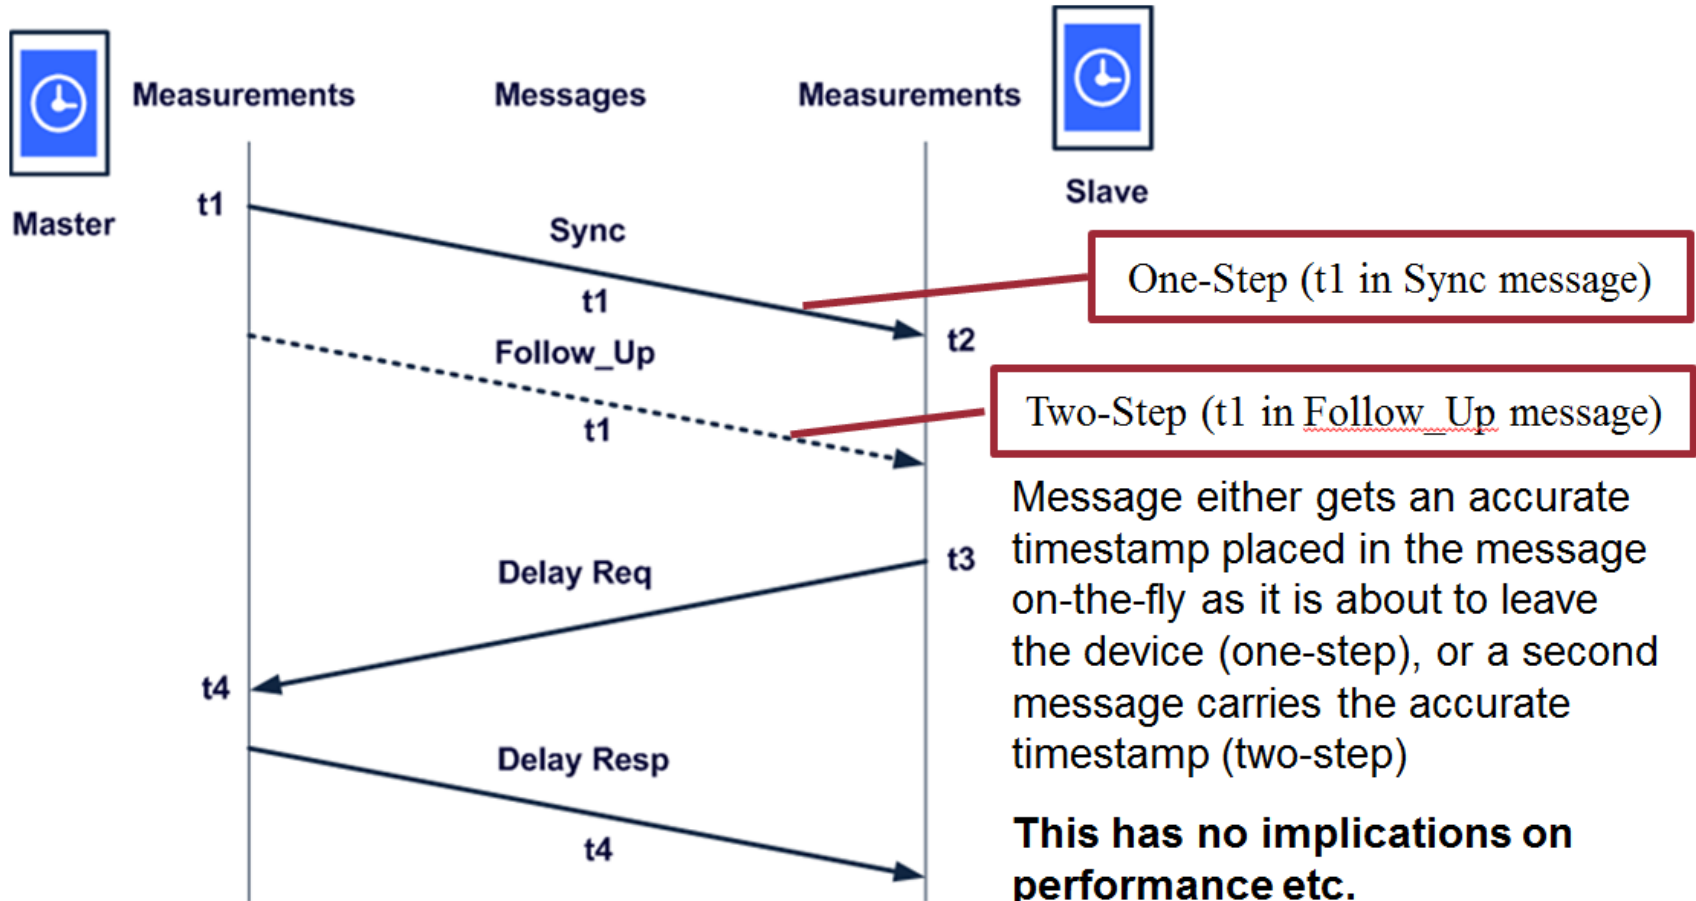 Measurements
Messages
Measurements
Master
Slave
t1
Sync
t1
t2
One-Step (t1 in Sync message)
Follow_Up
t1
Two-Step (t1 in Follow_Up message)
Message either gets an accurate
timestamp placed in the message
on-the-fly as it is about to leave
the device (one-step), or a second
message carries the accurate
timestamp (two-step)
t3
Delay Req
t4
Delay Resp
t4
This has no implications on
performance etc.